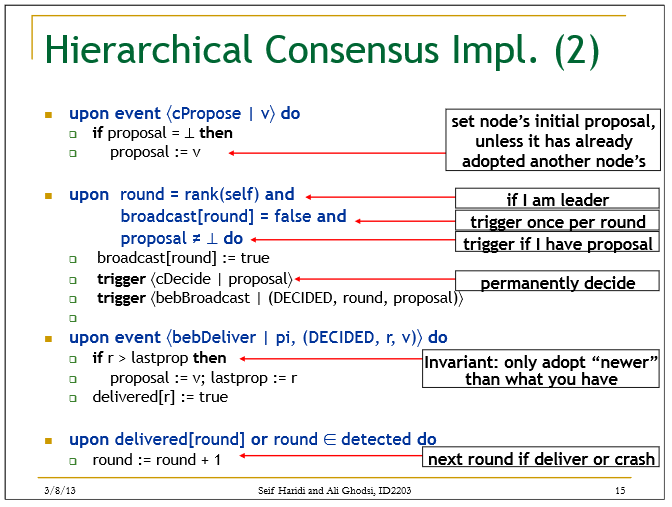 Hierarchical Consensus Impl. (2)
upon event ⟨cPropose | v⟩ do
if proposal = ⊥ then
proposal := v
set node's initial proposal,
unless it has already
adopted another node's
upon round = rank(self) and
if I am leader
broadcast[round] = false and
trigger once per round
proposal ≠ ⊥ do
trigger if I have proposal
broadcast[round] := true
trigger ⟨cDecide | proposal⟩
permanently decide
trigger ⟨bebBroadcast | (DECIDED, round, proposal)⟩
upon event ⟨bebDeliver | pi, (DECIDED, r, v)⟩ do
if r > lastprop then
Invariant: only adopt “newer”
than what you have
proposal := v; lastprop := r
delivered[r] := true
upon delivered[round] or round ∈ detected do
round := round + 1
next round if deliver or crash
3/8/13
Seif Haridi and Ali Ghodsi, ID2203
15